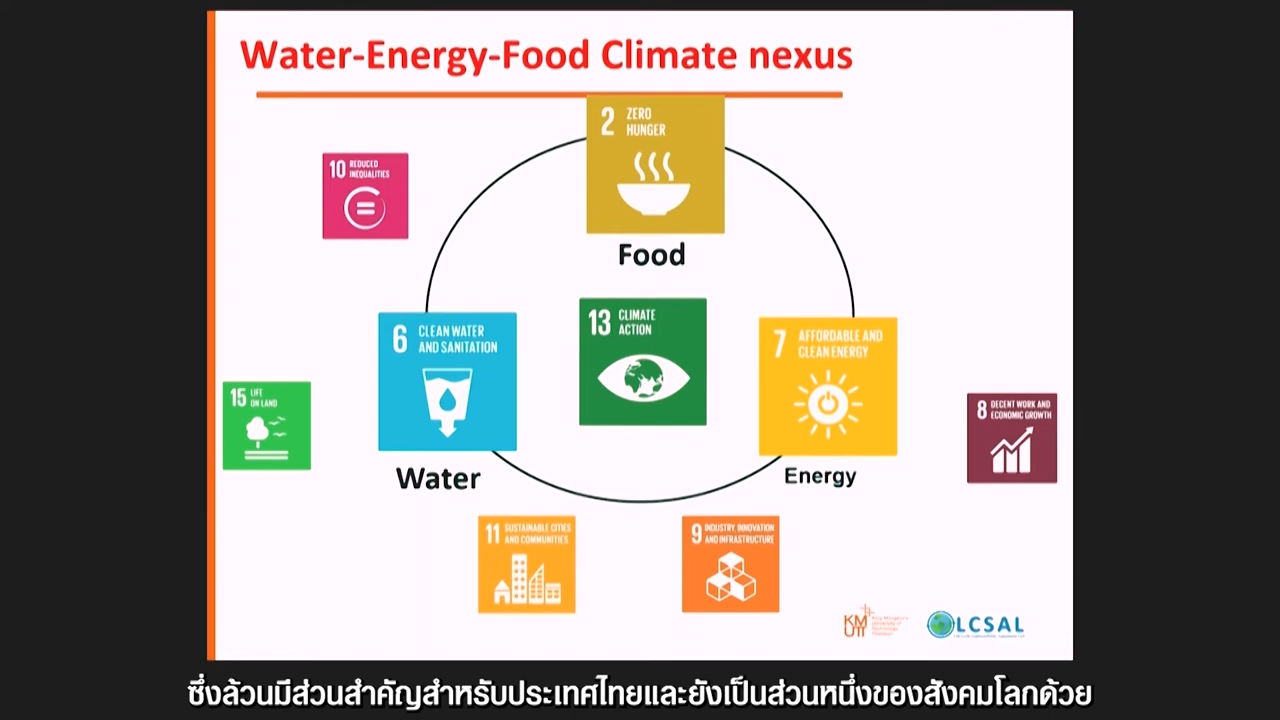 Water-Energy-Food Climate nexus
2 ZERO
HUNGER
10 REDUCED
INEQUALITIES
Food
6 CLEAN WATER
AND SANITATION
13 CLIMATE
ACTION
7 AFFORDABLE AND
CLEAN ENERGY
15 LIFE
ON LAND
8 DECENT WORK AND
ECONOMIC GROWTH
Water
Energy
11 SUSTAINABLE CITIES
AND COMMUNITIES
9 INDUSTRY, INNOVATION
AND INFRASTRUCTURE
KM
UTT
LCSAL
ซึ่งล้วนมีส่วนสำคัญสำหรับประเทศไทยและยังเป็นส่วนหนึ่งของสังคมโลกด้วย